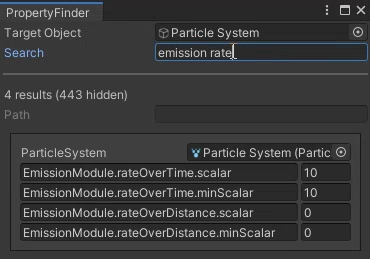 PropertyFinder
Target Object Particle System
Search emission rate
4 results (443 hidden)
Path
ParticleSystem Particle System (Partic
EmissionModule.rateOverTime.scalar 10
EmissionModule.rateOverTime.minScalar 10
EmissionModule.rateOverDistance.scalar 0
EmissionModule.rateOverDistance.minScalar 0